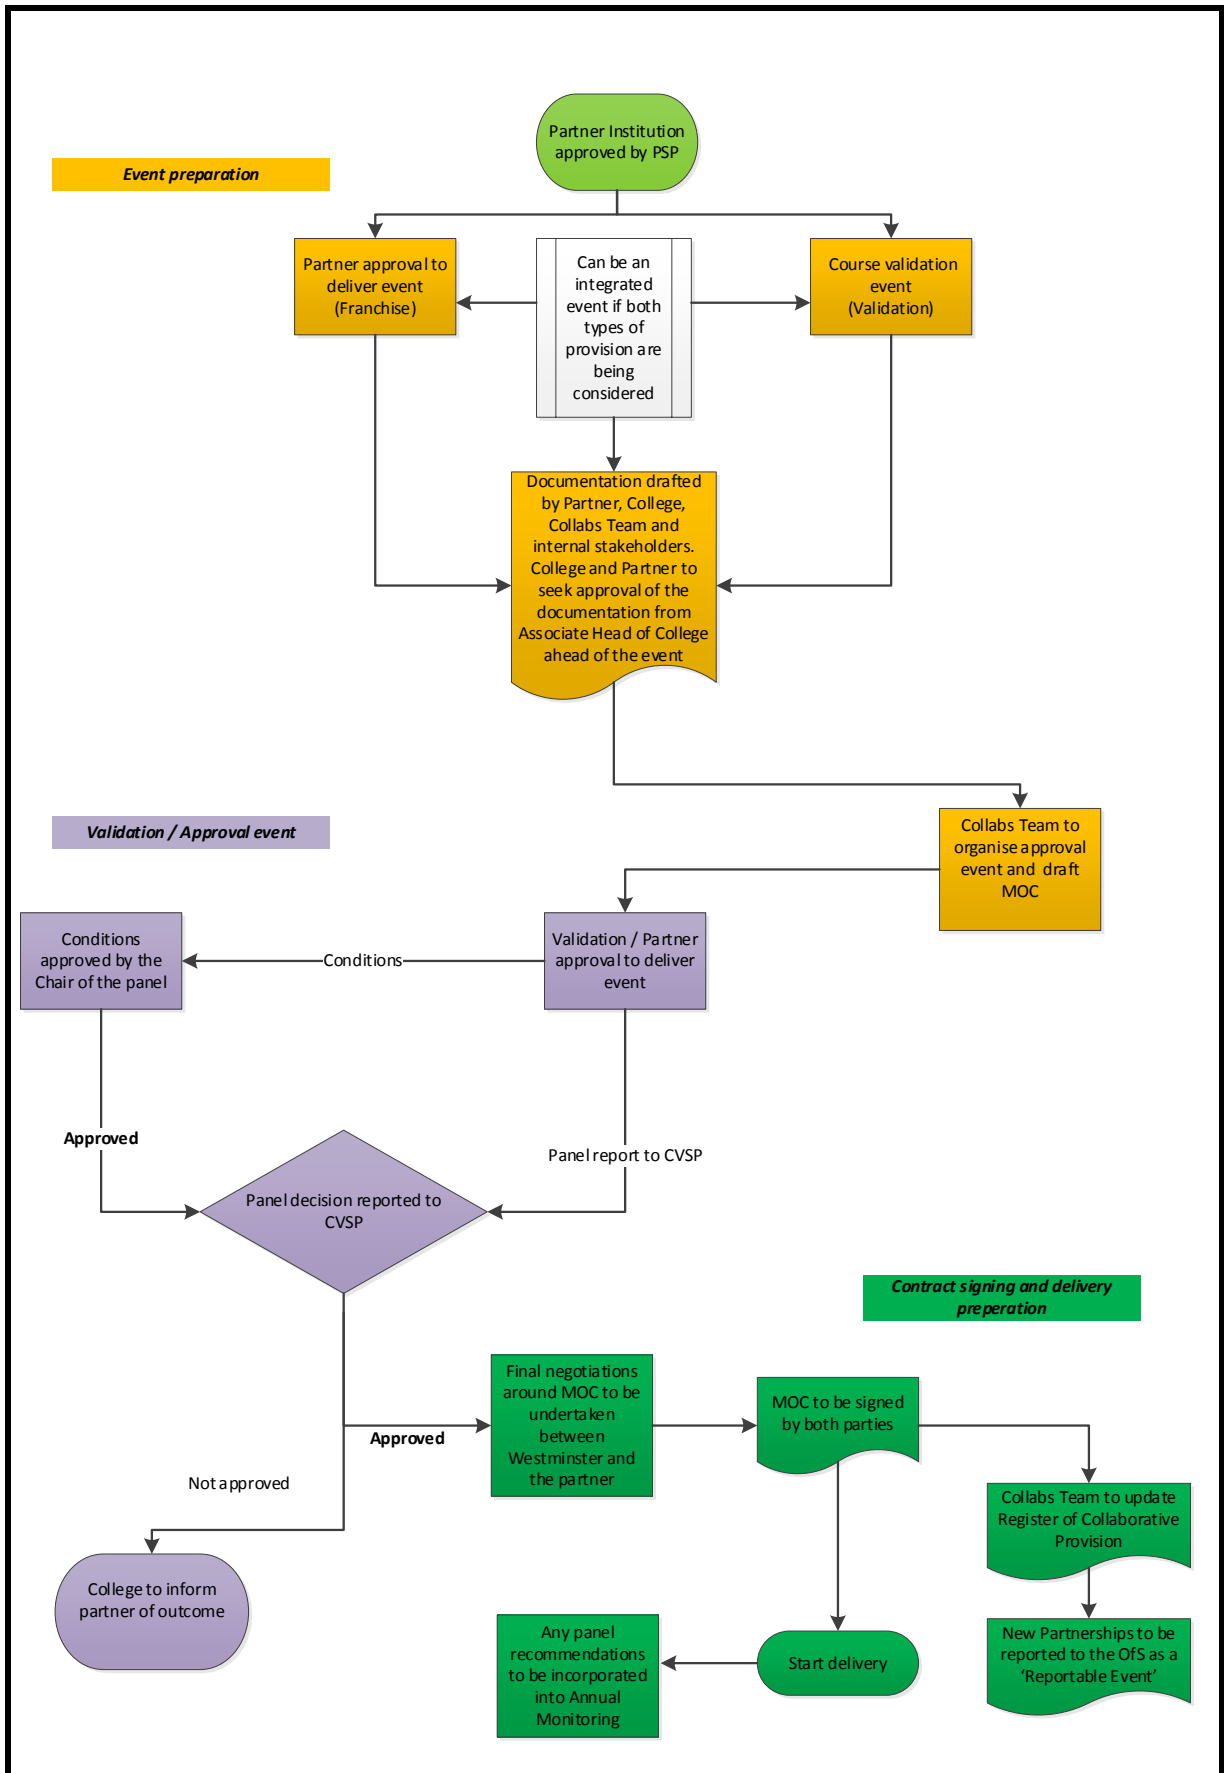 Partner Institution
approved by PSP
Event preparation
Partner approval to
deliver event
(Franchise)
Can be an
integrated
event if both
types of
provision are
being
considered
Course validation
event
(Validation)
Documentation drafted
by Partner, College,
Collabs Team and
internal stakeholders.
College and Partner to
seek approval of the
documentation from
Associate Head of College
ahead of the event
Collabs Team to
organise approval
event and draft
MOC
Validation / Approval event
Conditions
approved by the
Chair of the panel
Conditions
Validation / Partner
approval to deliver
event
Approved
Panel report to CVSP
Panel decision reported to
CVSP
Contract signing and delivery
preperation
Final negotiations
around MOC to be
undertaken
between
Westminster and
the partner
MOC to be signed
by both parties
Approved
Not approved
Collabs Team to update
Register of Collaborative
Provision
College to inform
partner of outcome
Any panel
recommendations
to be incorporated
into Annual
Monitoring
Start delivery
New Partnerships to be
reported to the OfS as a
‘Reportable Event’